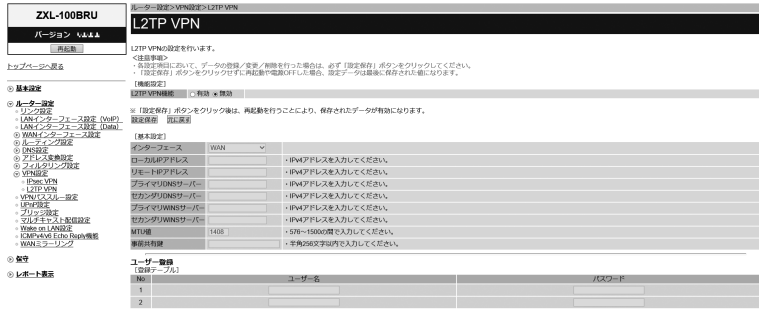 ZXL-100BRU
バージョン
再起動
トップページへ戻る
基本設定
ルーター設定
リンク設定
LANインターフェース設定（VoIP）
LANインターフェース設定（Data）
WANインターフェース設定
ルーティング設定
DNS設定
アドレス変換設定
フィルタリング設定
VPN設定
IPsec VPN
L2TP VPN
VPNパススルー設定
UPnP設定
ブリッジ設定
マルチキャスト配信設定
Wake on LAN設定
ICMPv4/v6 Echo Reply機能
WANミラーリング
保守
レポート表示
ルーター設定>VPN設定>L2TP VPN
L2TP VPN
L2TP VPNの設定を行います。
<注意事項>
・各設定項目において、データの登録／変更／削除を行った場合は、必ず「設定保存」ボタンをクリックしてください。
・「設定保存」ボタンをクリックせずに再起動や電源OFFした場合、設定データは最後に保存された値になります。
［機能設定］
L2TP VPN機能 有効 無効
※「設定保存」ボタンをクリック後は、再起動を行うことにより、保存されたデータが有効になります。
設定保存 元に戻す
［基本設定］
インターフェース WAN
ローカルIPアドレス ・IPv4アドレスを入力してください。
リモートIPアドレス ・IPv4アドレスを入力してください。
プライマリDNSサーバー ・IPv4アドレスを入力してください。
セカンダリDNSサーバー ・IPv4アドレスを入力してください。
プライマリWINSサーバー ・IPv4アドレスを入力してください。
セカンダリWINSサーバー ・IPv4アドレスを入力してください。
MTU値 1408 ・576～1500の間で入力してください。
事前共有鍵 ・半角256文字以内で入力してください。
ユーザー登録
［登録テーブル］
No ユーザー名 パスワード
1
2